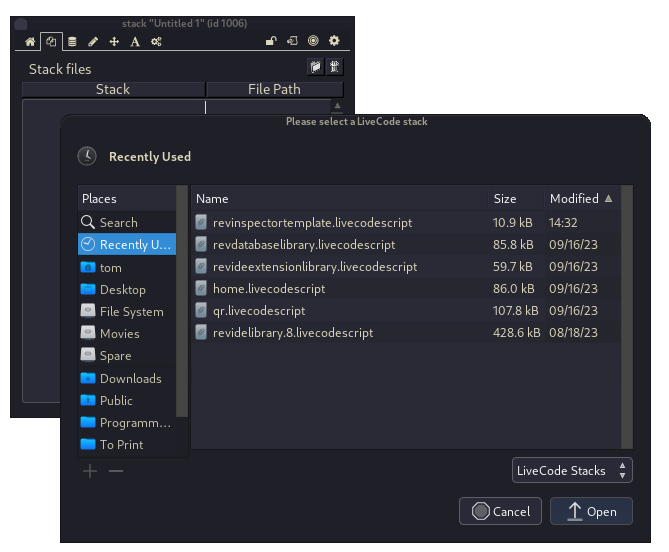 stack "Untitled 1" (id 1006)
A
Stack files
Stack File Path
Please select a LiveCode stack
Recently Used
Places Name Size Modified
Search revinspectortemplate.livecodescript 10.9 kB 14:32
Recently U... revdatabaselibrary.livecodescript 85.8 kB 09/16/23
tom revideextensionlibrary.livecodescript 59.7 kB 09/16/23
Desktop home.livecodescript 86.0 kB 09/16/23
File System qr.livecodescript 107.8 kB 09/16/23
Movies revidelibrary.8.livecodescript 428.6 kB 08/18/23
Spare
Downloads
Public
Programm...
To Print
LiveCode Stacks
Cancel Open